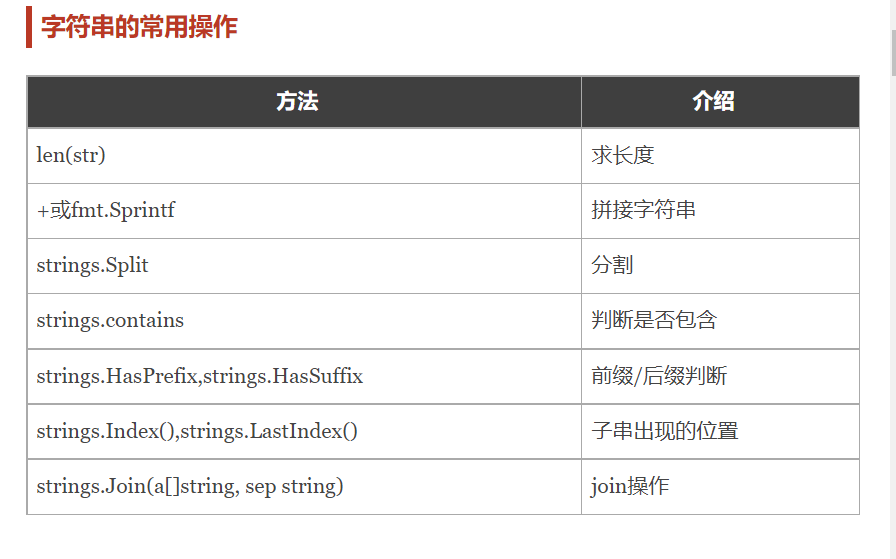 字符串的常用操作
方法 介绍
len(str) 求长度
+或fmt.Sprintf 拼接字符串
strings.Split 分割
strings.contains 判断是否包含
strings.HasPrefix,strings.HasSuffix 前缀/后缀判断
strings.Index(),strings.LastIndex() 子串出现的位置
strings.Join(a[]string, sep string) join操作